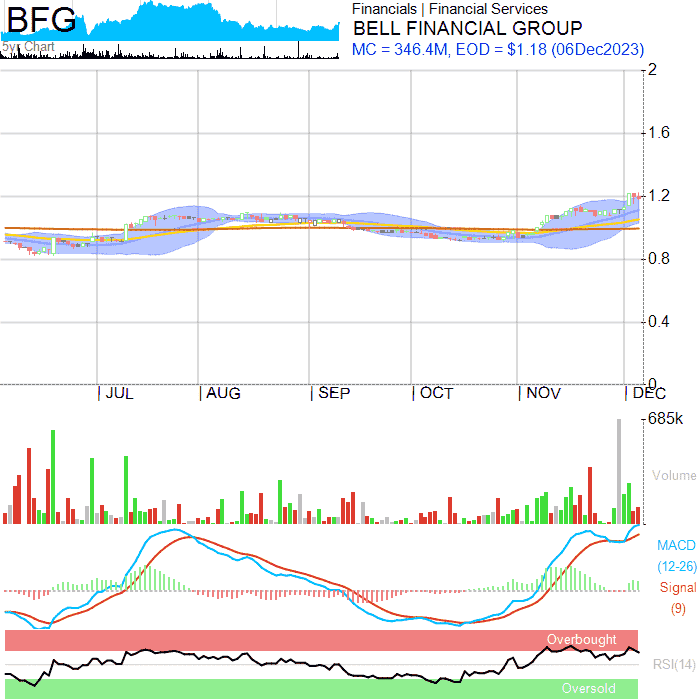 BFG
5yr Chart
Financials | Financial Services
BELL FINANCIAL GROUP
MC = 346.4M, EOD = $1.18 (06Dec2023)
2
1.6
1.2
0.8
0.4
0
JUL AUG SEP OCT NOV DEC
685k
Volume
MACD
(12-26)
Signal
(9)
Overbought
RSI(14)
Oversold